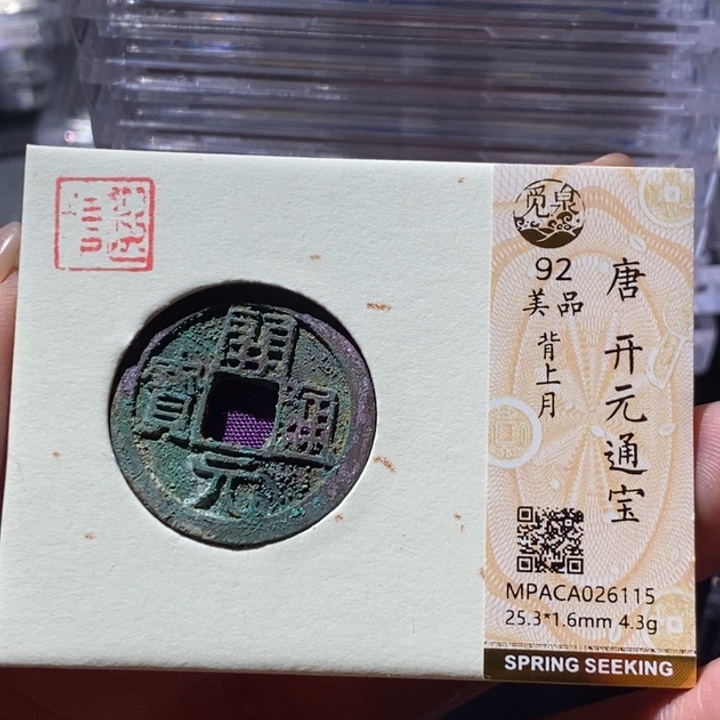 開元通寳
觅泉
92
美品
背上月
唐 开元通宝
MPACA026115
25.3*1.6mm 4.3g
SPRING SEEKING